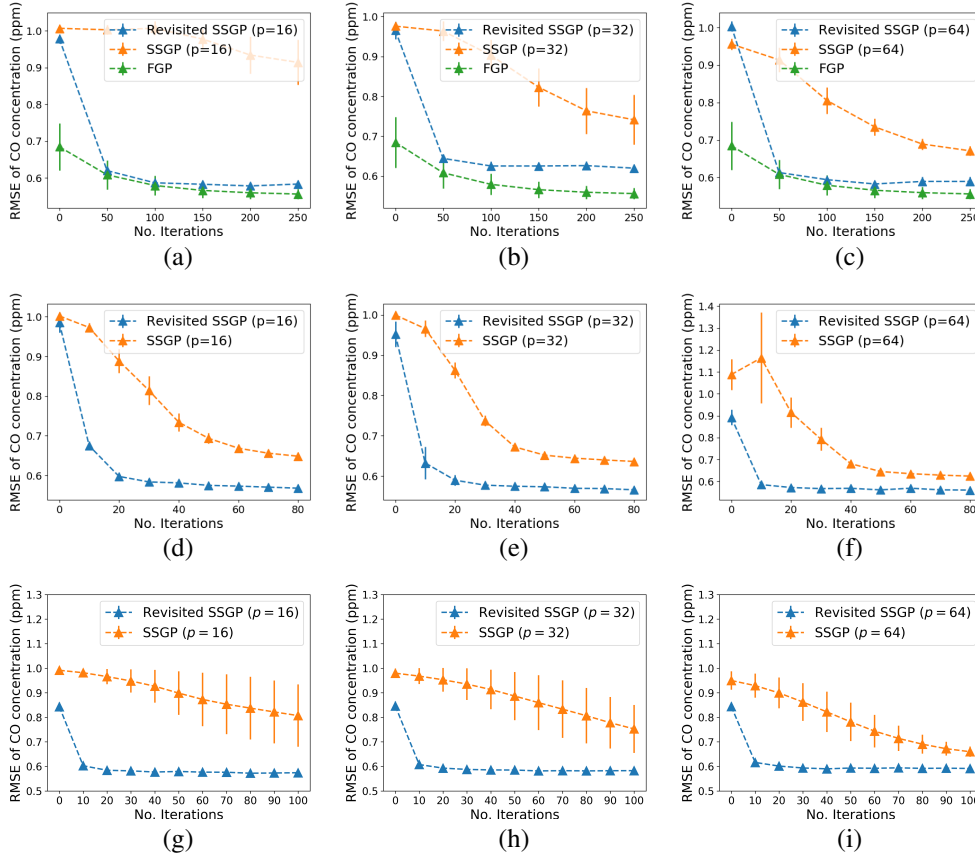 RMSE of CO concentration (ppm)
1.0
0.9
0.8
0.7
0.6
Revisited SSGP (p=16)
SSGP (p=16)
FGP
0 50 100 150 200 250
No. Iterations
(a)
RMSE of CO concentration (ppm)
1.0
0.9
0.8
0.7
0.6
Revisited SSGP (p=32)
SSGP (p=32)
FGP
0 50 100 150 200 250
No. Iterations
(b)
RMSE of CO concentration (ppm)
1.0
0.9
0.8
0.7
0.6
Revisited SSGP (p=64)
SSGP (p=64)
FGP
0 50 100 150 200 250
No. Iterations
(c)
RMSE of CO concentration (ppm)
1.0
0.9
0.8
0.7
0.6
Revisited SSGP (p=16)
SSGP (p=16)
0 20 40 60 80
No. Iterations
(d)
RMSE of CO concentration (ppm)
1.0
0.9
0.8
0.7
0.6
Revisited SSGP (p=32)
SSGP (p=32)
0 20 40 60 80
No. Iterations
(e)
RMSE of CO concentration (ppm)
1.4
1.3
1.2
1.1
1.0
0.9
0.8
0.7
0.6
Revisited SSGP (p=64)
SSGP (p=64)
0 20 40 60 80
No. Iterations
(f)
RMSE of CO concentration (ppm)
1.3
1.2
1.1
1.0
0.9
0.8
0.7
0.6
0.5
Revisited SSGP (p = 16)
SSGP (p = 16)
0 10 20 30 40 50 60 70 80 90 100
No. Iterations
(g)
RMSE of CO concentration (ppm)
1.3
1.2
1.1
1.0
0.9
0.8
0.7
0.6
0.5
Revisited SSGP (p = 32)
SSGP (p = 32)
0 10 20 30 40 50 60 70 80 90 100
No. Iterations
(h)
RMSE of CO concentration (ppm)
1.3
1.2
1.1
1.0
0.9
0.8
0.7
0.6
0.5
Revisited SSGP (p = 64)
SSGP (p = 64)
0 10 20 30 40 50 60 70 80 90 100
No. Iterations
(i)